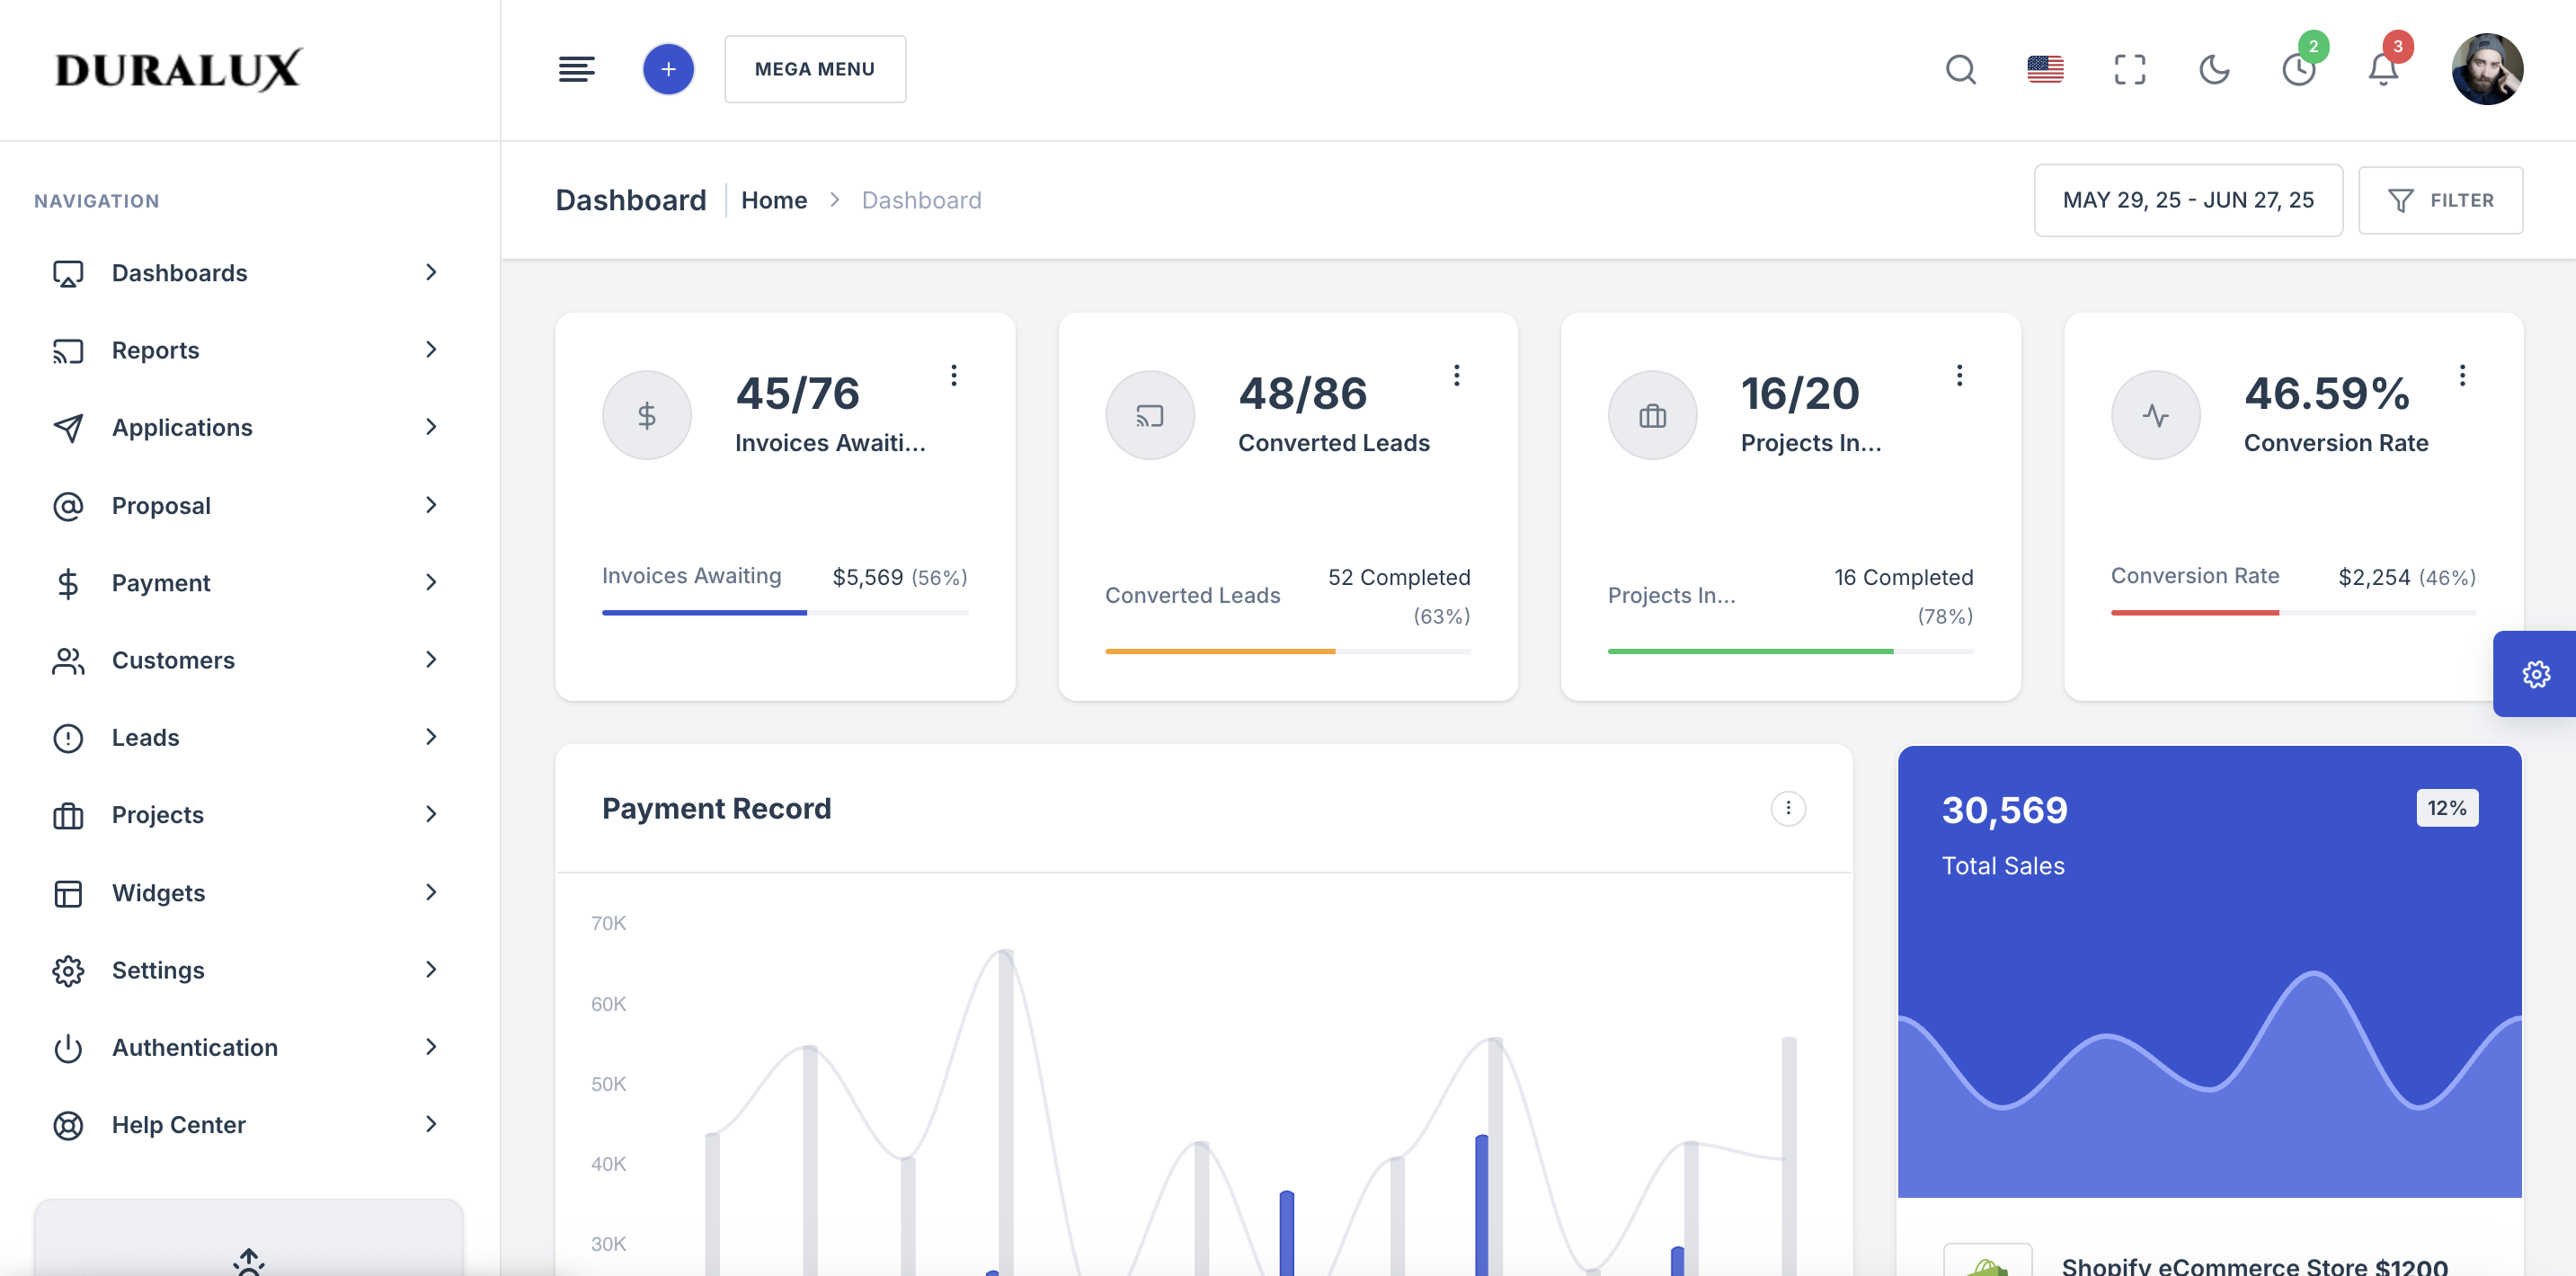 DURALUX
MEGA MENU
2
3
NAVIGATION
Dashboards
Reports
Applications
Proposal
Payment
Customers
Leads
Projects
Widgets
Settings
Authentication
Help Center
Dashboard
Home
Dashboard
MAY 29, 25 - JUN 27, 25
FILTER
45/76
Invoices Awaiti...
Invoices Awaiting
$5,569 (56%)
48/86
Converted Leads
Converted Leads
52 Completed
(63%)
16/20
Projects In...
Projects In...
16 Completed
(78%)
46.59%
Conversion Rate
Conversion Rate
$2,254 (46%)
Payment Record
70K
60K
50K
40K
30K
30,569
12%
Total Sales
Shopify eCommerce Store $1200